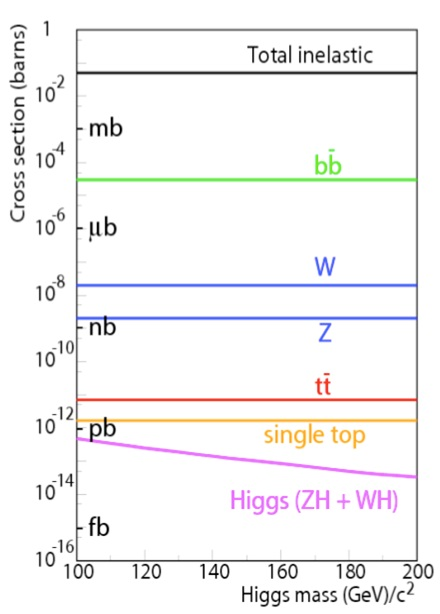 Cross section (barns)
1
Total inelastic
10⁻²
mb
10⁻⁴
bb̄
10⁻⁶
μb
W
10⁻⁸
nb
Z
10⁻¹⁰
tt̄
10⁻¹²
pb
single top
10⁻¹⁴
Higgs (ZH + WH)
fb
10⁻¹⁶
100 120 140 160 180 200
Higgs mass (GeV)/c²